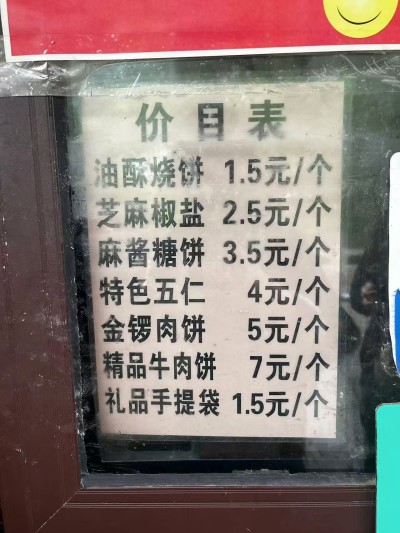 价目表
油酥烧饼 1.5元/个
芝麻椒盐 2.5元/个
麻酱糖饼 3.5元/个
特色五仁 4元/个
金锣肉饼 5元/个
精品牛肉饼 7元/个
礼品手提袋 1.5元/个